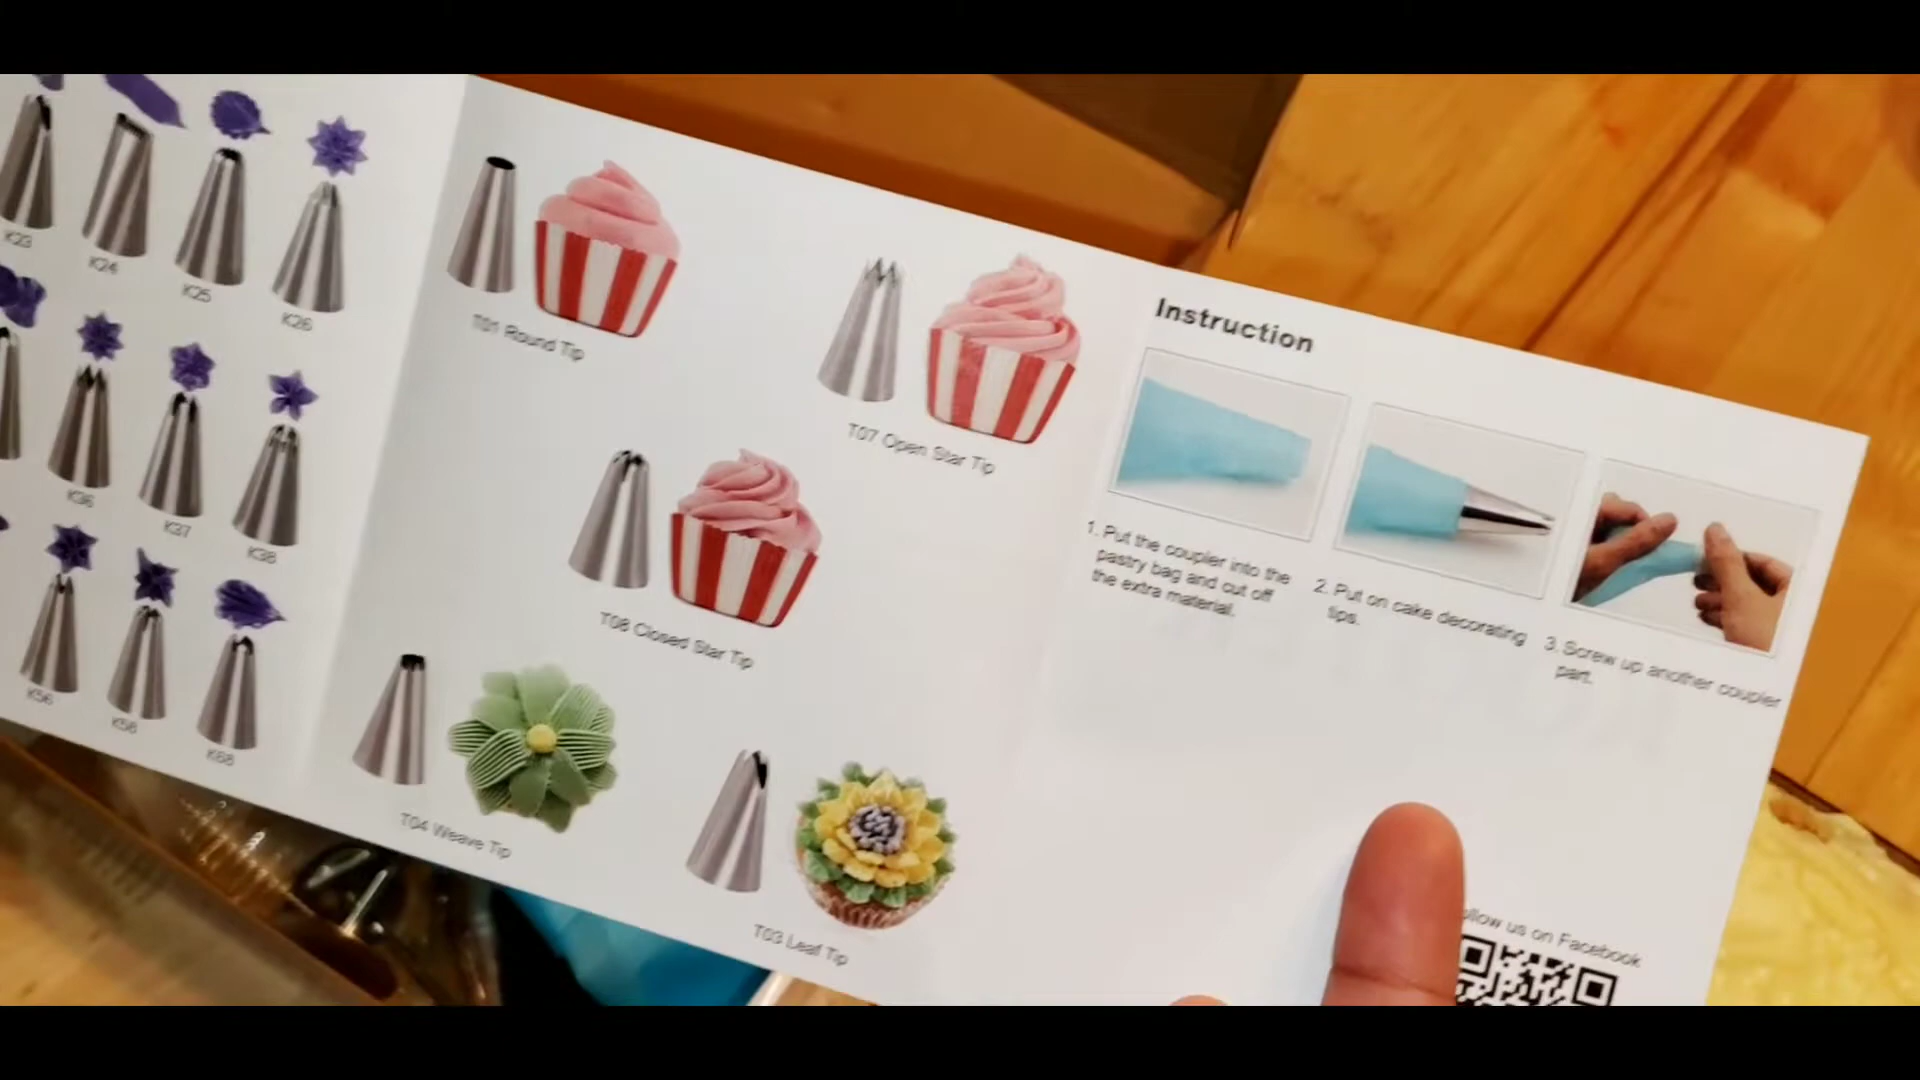 K23
K24
K25
K26
K36
K37
K38
K56
K58
K68
T01 Round Tip
T07 Open Star Tip
T08 Closed Star Tip
T04 Weave Tip
T03 Leaf Tip
Instruction
1. Put the coupler into the
pastry bag and cut off
the extra material.
2. Put on cake decorating
tips.
3. Screw up another coupler
part.
ollow us on Facebook